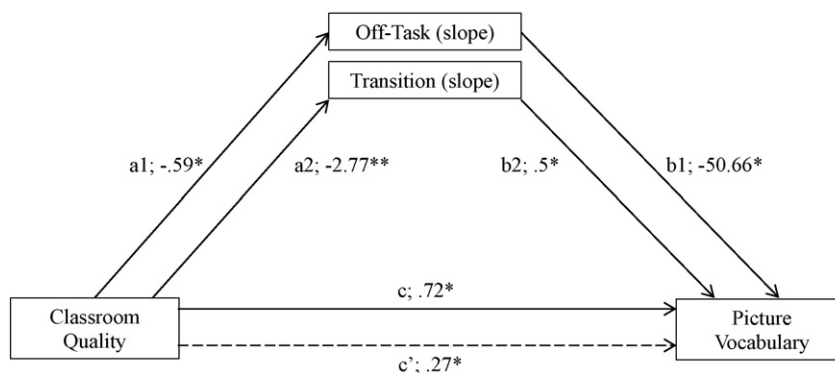 Off-Task (slope)
Transition (slope)
a1; -.59*
a2; -2.77**
b2; .5*
b1; -50.66*
c; .72*
Classroom
Quality
Picture
Vocabulary
c’; .27*